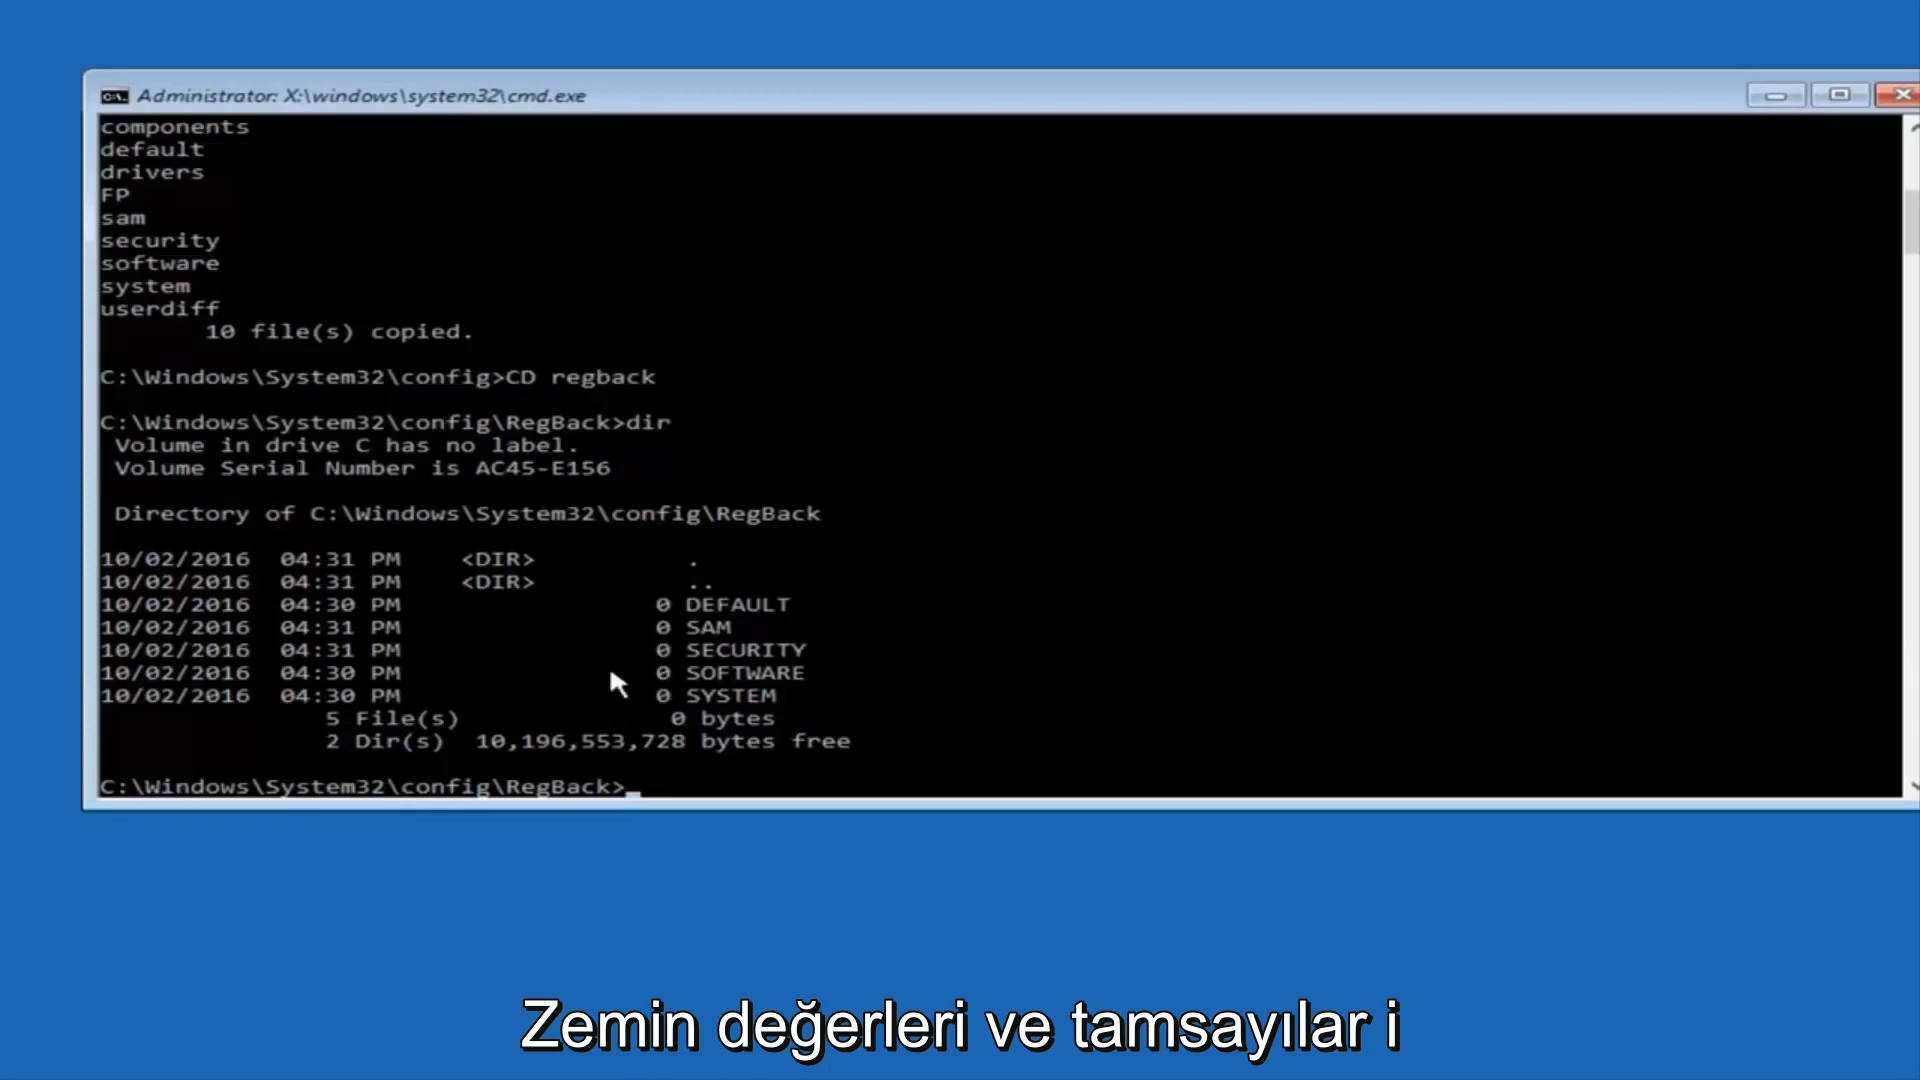 Administrator: X:\windows\system32\cmd.exe
components
default
drivers
FP
sam
security
software
system
userdiff
10 file(s) copied.
C:\Windows\System32\config>CD regback
C:\Windows\System32\config\RegBack>dir
Volume in drive C has no label.
Volume Serial Number is AC45-E156
Directory of C:\Windows\System32\config\RegBack
10/02/2016 04:31 PM <DIR> .
10/02/2016 04:31 PM <DIR> ..
10/02/2016 04:30 PM 0 DEFAULT
10/02/2016 04:31 PM 0 SAM
10/02/2016 04:31 PM 0 SECURITY
10/02/2016 04:30 PM 0 SOFTWARE
10/02/2016 04:30 PM 0 SYSTEM
5 File(s) 0 bytes
2 Dir(s) 10,196,553,728 bytes free
C:\Windows\System32\config\RegBack>_
Zemin değerleri ve tamsayılar i